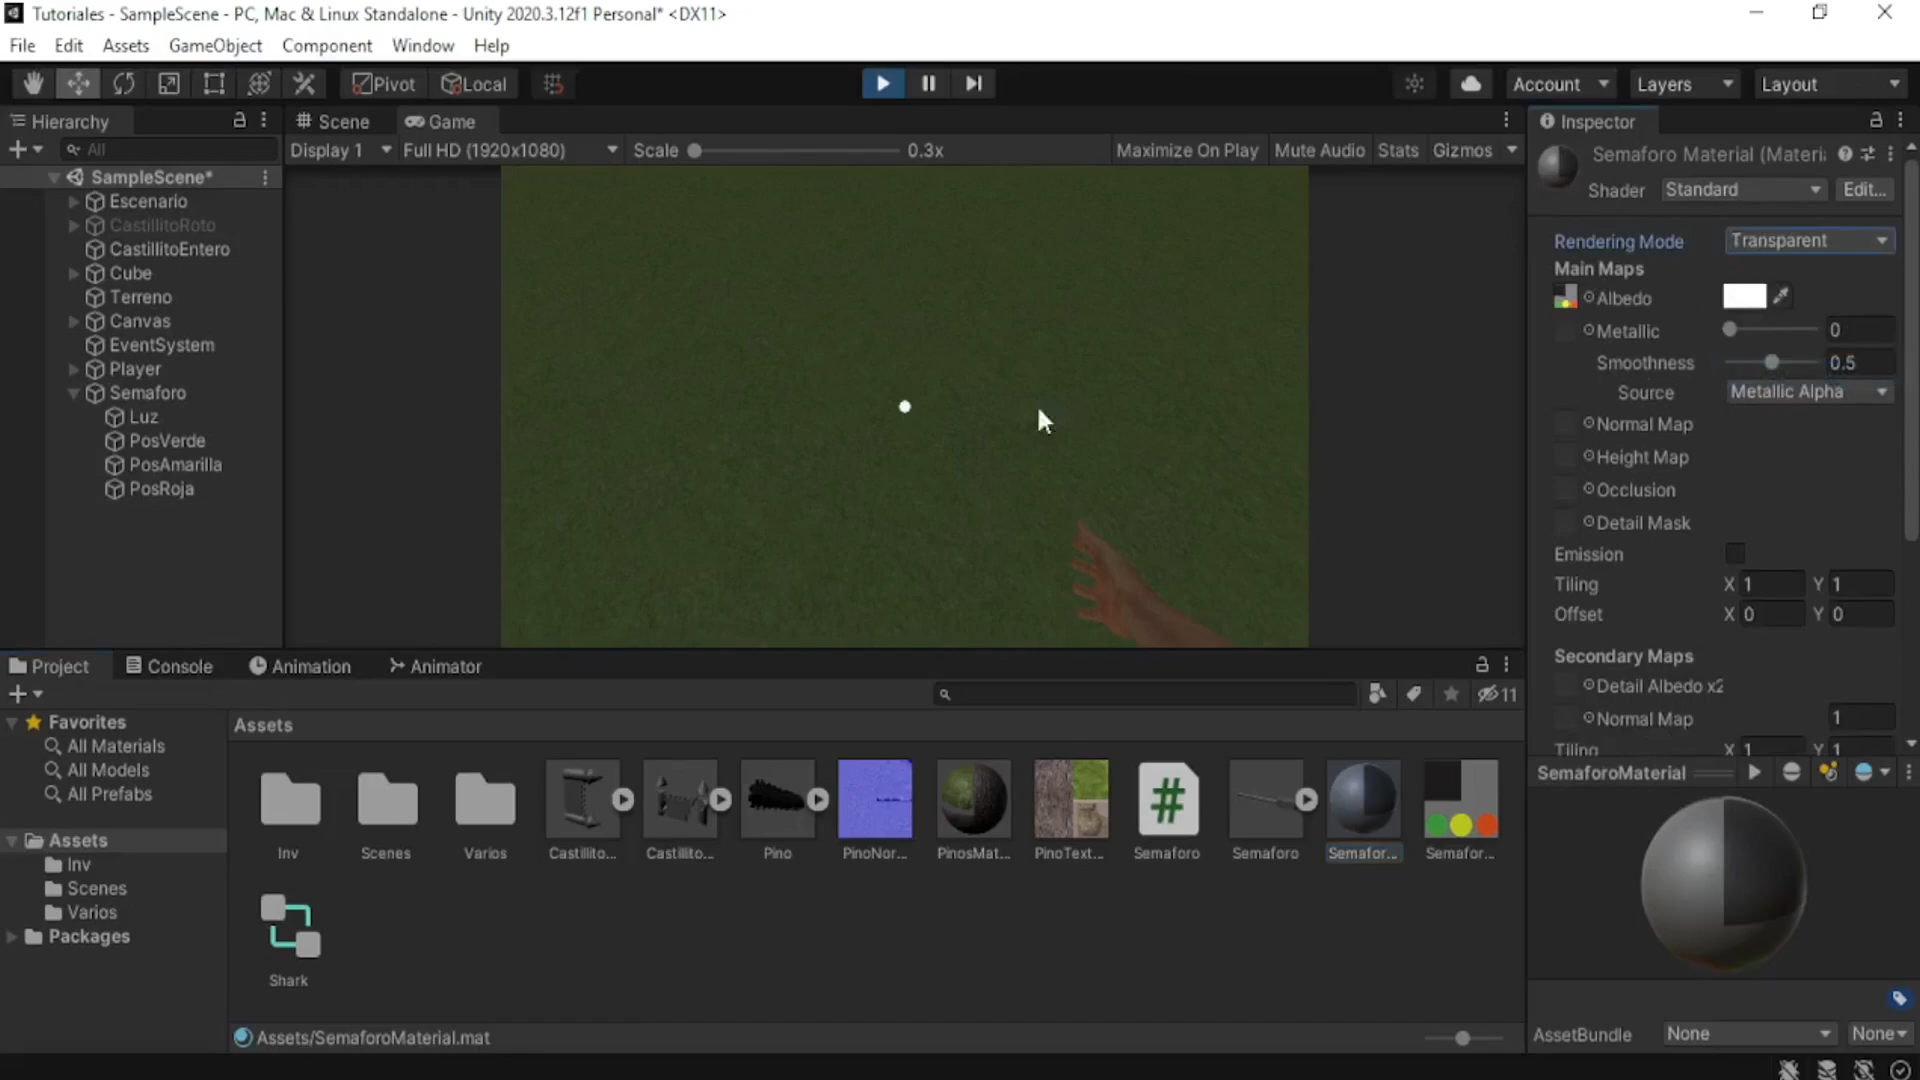 Tutoriales - SampleScene - PC, Mac & Linux Standalone - Unity 2020.3.12f1 Personal* <DX11>
File Edit Assets GameObject Component Window Help
Pivot Local Account Layers Layout
Hierarchy
All
SampleScene*
Escenario
CastillitoRoto
CastillitoEntero
Cube
Terreno
Canvas
EventSystem
Player
Semaforo
Luz
PosVerde
PosAmarilla
PosRoja
Scene Game
Display 1 Full HD (1920x1080) Scale 0.3x Maximize On Play Mute Audio Stats Gizmos
Inspector
Semaforo Material (Materi
Shader Standard Edit...
Rendering Mode Transparent
Main Maps
Albedo
Metallic 0
Smoothness 0.5
Source Metallic Alpha
Normal Map
Height Map
Occlusion
Detail Mask
Emission
Tiling X 1 Y 1
Offset X 0 Y 0
Secondary Maps
Detail Albedo x2
Normal Map 1
Tiling X 1 Y 1
SemaforoMaterial
AssetBundle None None
Project Console Animation Animator
11
Favorites
All Materials
All Models
All Prefabs
Assets
Inv
Scenes
Varios
Packages
Assets
Inv Scenes Varios Castillito... Castillito... Pino PinoNor... PinosMat... PinoText... Semaforo Semaforo Semafor... Semafor...
Shark
Assets/SemaforoMaterial.mat